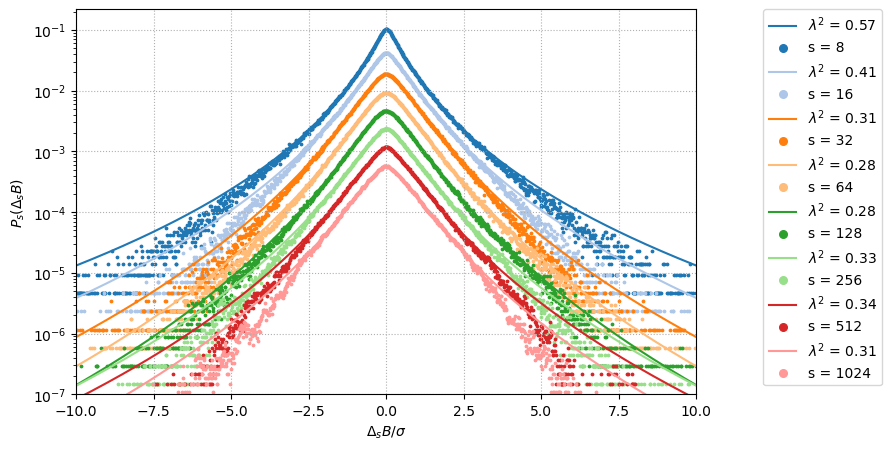 10⁻¹
10⁻²
10⁻³
10⁻⁴
10⁻⁵
10⁻⁶
10⁻⁷
Pₛ(ΔₛB)
−10.0 −7.5 −5.0 −2.5 0.0 2.5 5.0 7.5 10.0
ΔₛB/σ
λ² = 0.57
s = 8
λ² = 0.41
s = 16
λ² = 0.31
s = 32
λ² = 0.28
s = 64
λ² = 0.28
s = 128
λ² = 0.33
s = 256
λ² = 0.34
s = 512
λ² = 0.31
s = 1024